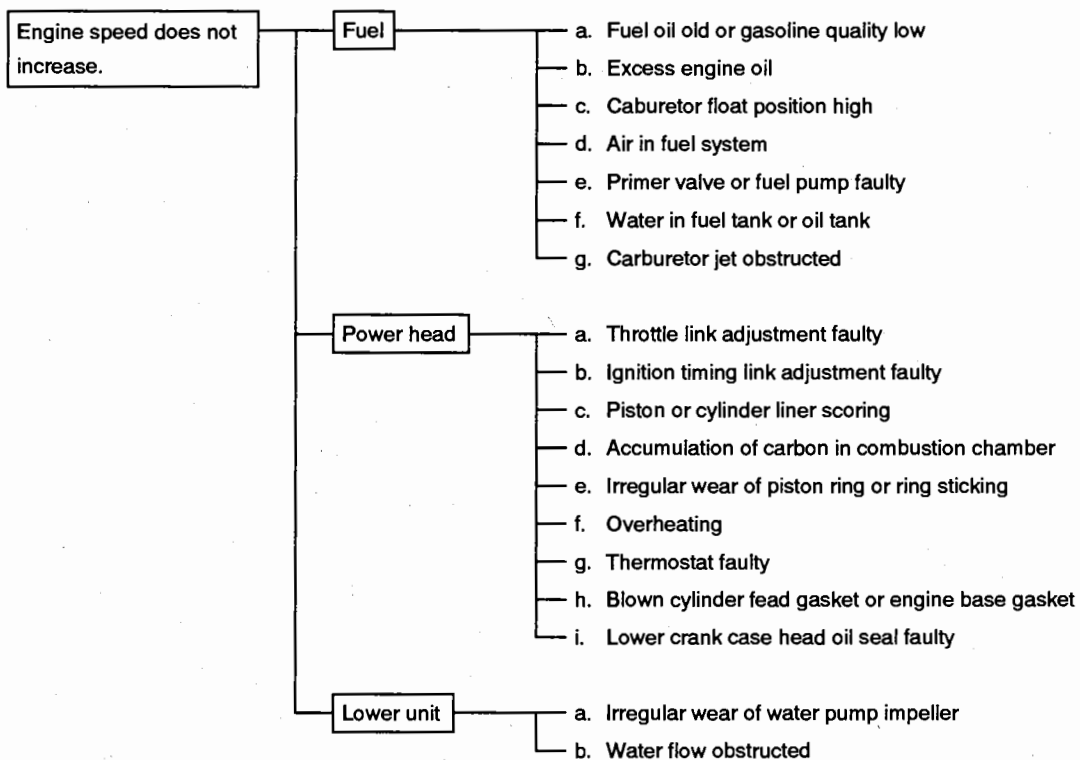 Engine speed does not
increase.
Fuel
a. Fuel oil old or gasoline quality low
b. Excess engine oil
c. Caburetor float position high
d. Air in fuel system
e. Primer valve or fuel pump faulty
f. Water in fuel tank or oil tank
g. Carburetor jet obstructed
Power head
a. Throttle link adjustment faulty
b. Ignition timing link adjustment faulty
c. Piston or cylinder liner scoring
d. Accumulation of carbon in combustion chamber
e. Irregular wear of piston ring or ring sticking
f. Overheating
g. Thermostat faulty
h. Blown cylinder fead gasket or engine base gasket
i. Lower crank case head oil seal faulty
Lower unit
a. Irregular wear of water pump impeller
b. Water flow obstructed